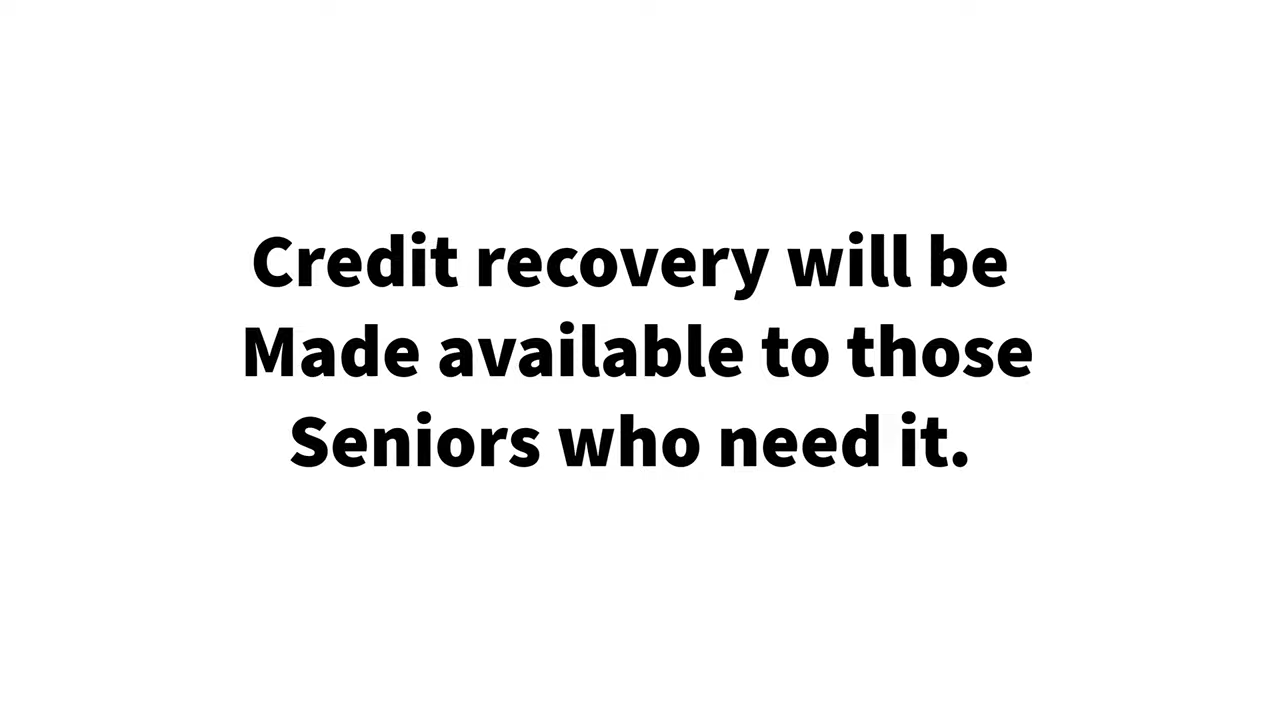 Credit recovery will be
Made available to those
Seniors who need it.